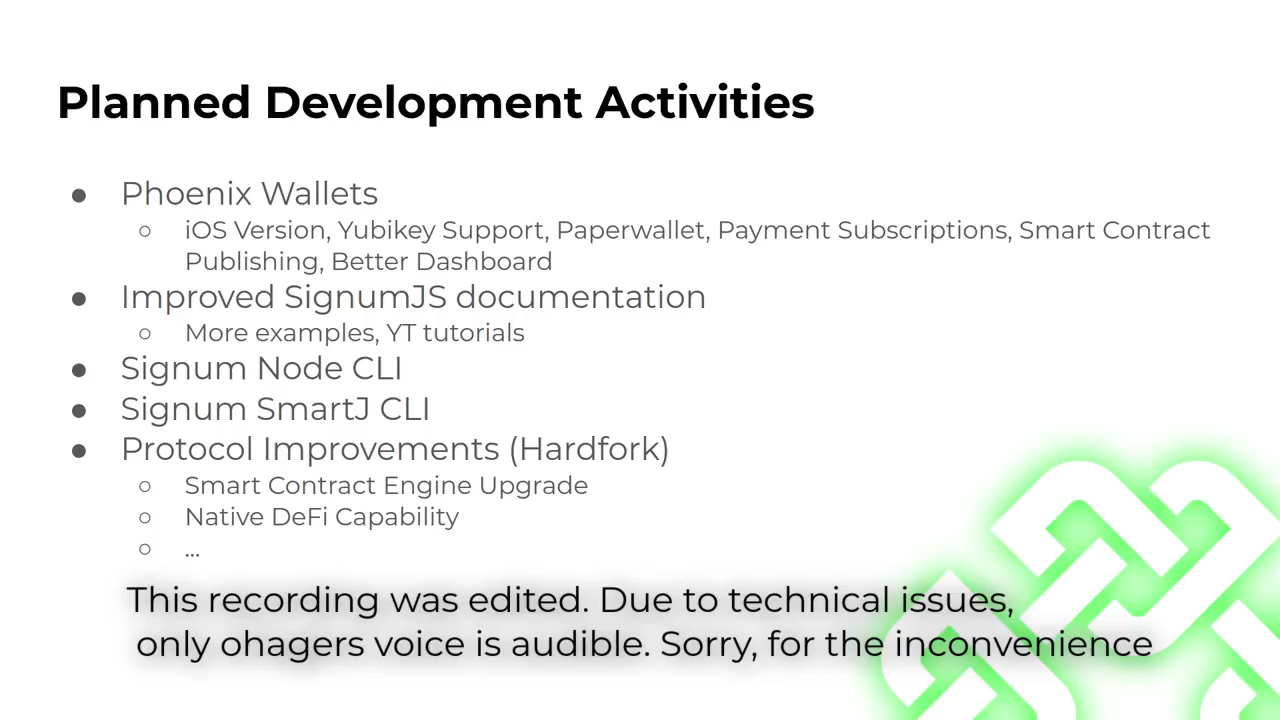 Planned Development Activities
● Phoenix Wallets
○ iOS Version, Yubikey Support, Paperwallet, Payment Subscriptions, Smart Contract
Publishing, Better Dashboard
● Improved SignumJS documentation
○ More examples, YT tutorials
● Signum Node CLI
● Signum SmartJ CLI
● Protocol Improvements (Hardfork)
○ Smart Contract Engine Upgrade
○ Native DeFi Capability
○ ...
This recording was edited. Due to technical issues,
only ohagers voice is audible. Sorry, for the inconvenience